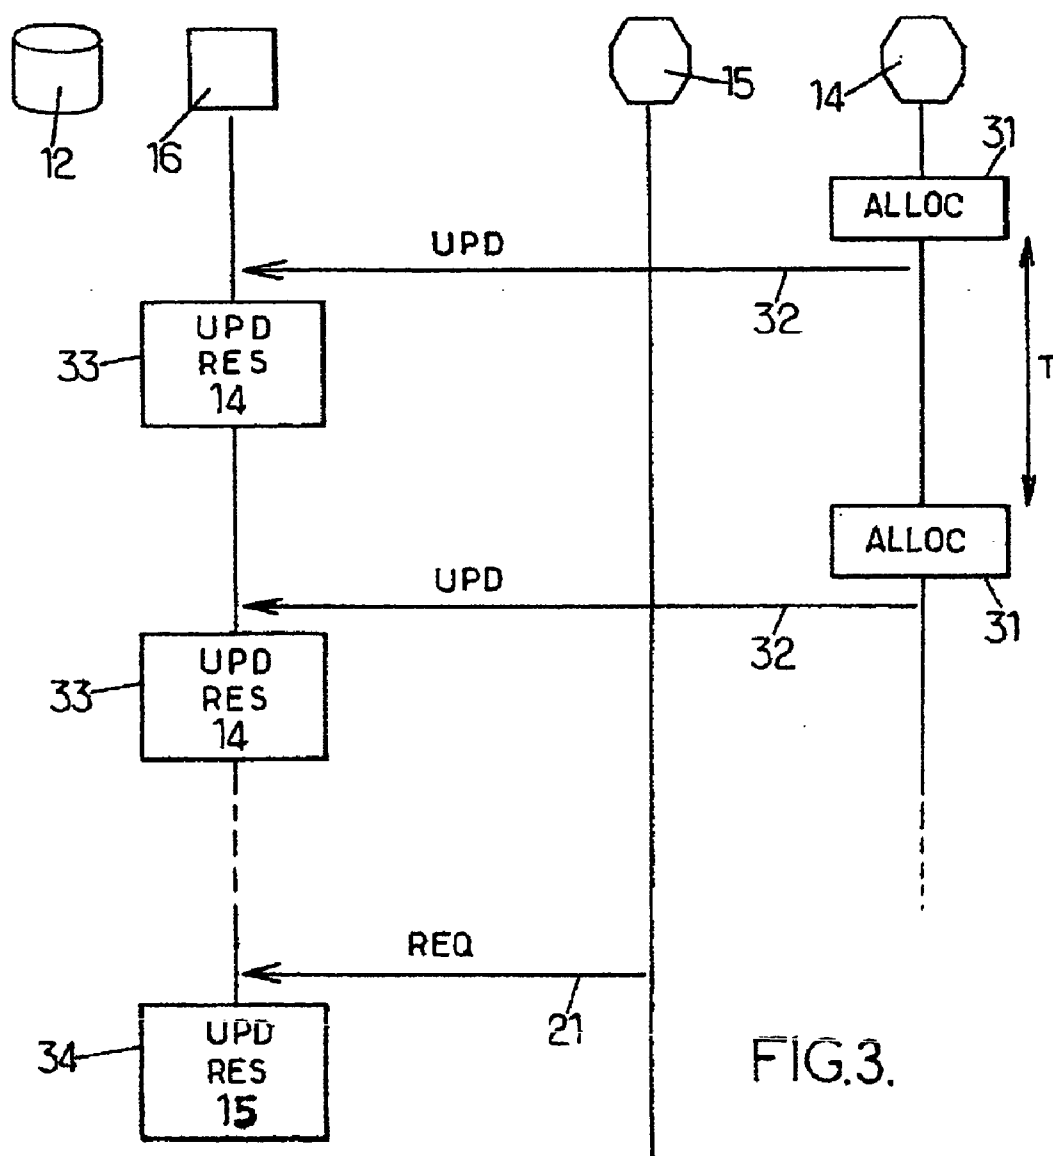 12
16
15
14
31
ALLOC
UPD
32
T
UPD
RES
14
33
ALLOC
31
UPD
32
UPD
RES
14
33
REQ
21
UPD
RES
15
34
FIG.3.